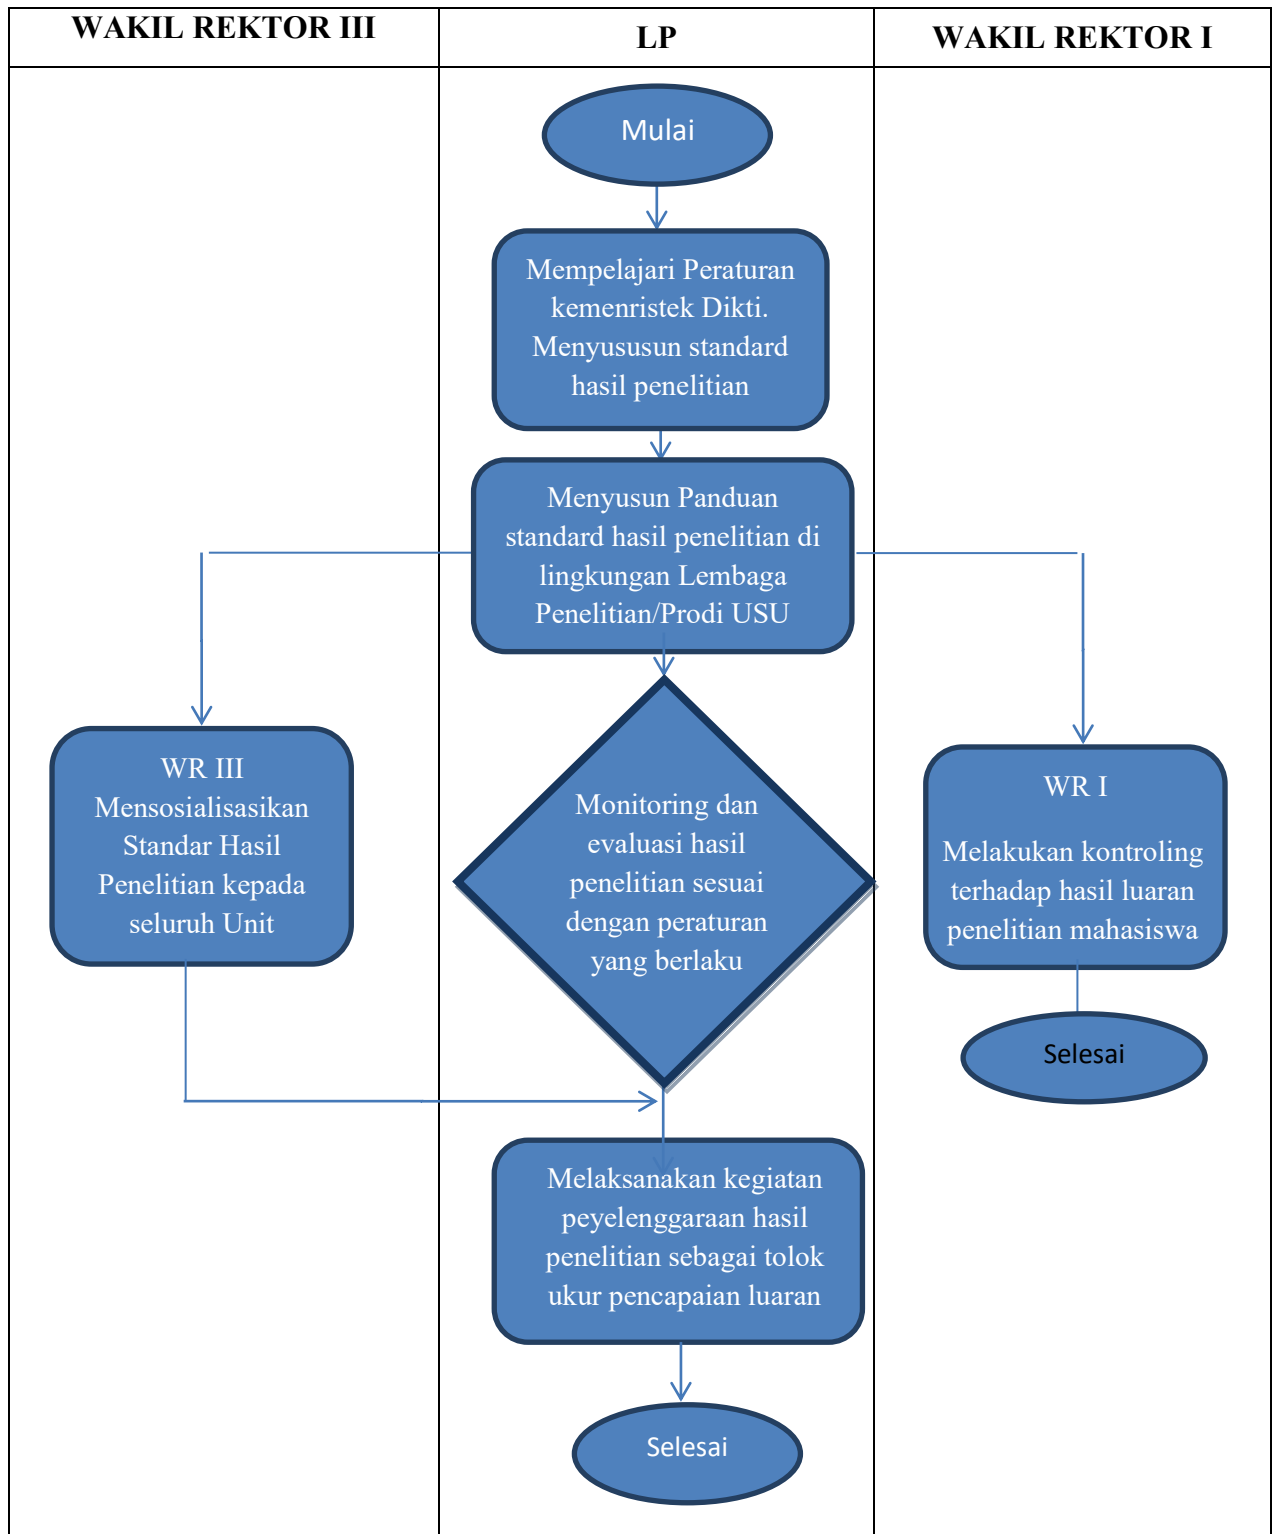 WAKIL REKTOR III
LP
WAKIL REKTOR I
Mulai
Mempelajari Peraturan
kemenristek Dikti.
Menyususun standard
hasil penelitian
Menyusun Panduan
standard hasil penelitian di
lingkungan Lembaga
Penelitian/Prodi USU
WR III
Mensosialisasikan
Standar Hasil
Penelitian kepada
seluruh Unit
Monitoring dan
evaluasi hasil
penelitian sesuai
dengan peraturan
yang berlaku
WR I
Melakukan kontroling
terhadap hasil luaran
penelitian mahasiswa
Selesai
Melaksanakan kegiatan
peyelenggaraan hasil
penelitian sebagai tolok
ukur pencapaian luaran
Selesai